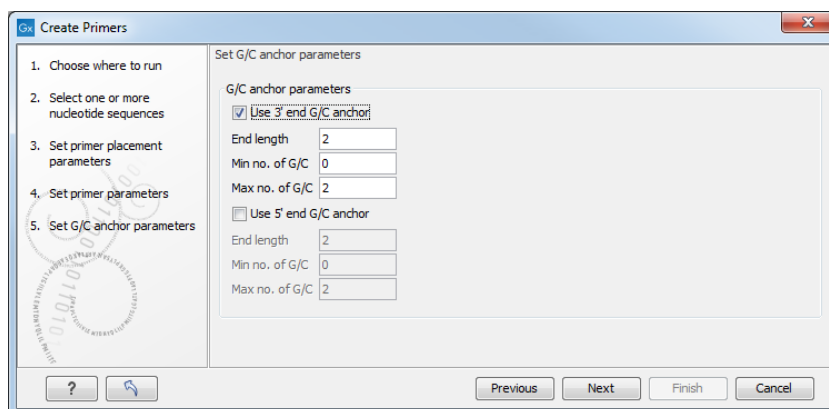 Gx Create Primers
1. Choose where to run
2. Select one or more
nucleotide sequences
3. Set primer placement
parameters
4. Set primer parameters
5. Set G/C anchor parameters
Set G/C anchor parameters
G/C anchor parameters
Use 3' end G/C anchor
End length 2
Min no. of G/C 0
Max no. of G/C 2
Use 5' end G/C anchor
End length 2
Min no. of G/C 0
Max no. of G/C 2
? Previous Next Finish Cancel